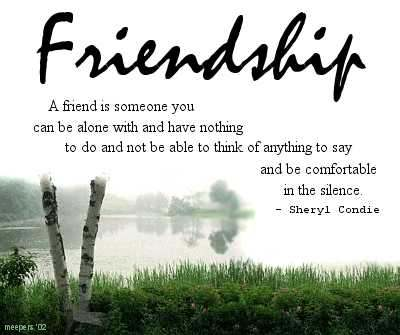 Friendship
A friend is someone you
can be alone with and have nothing
to do and not be able to think of anything to say
and be comfortable
in the silence.
- Sheryl Condie
meepers '02